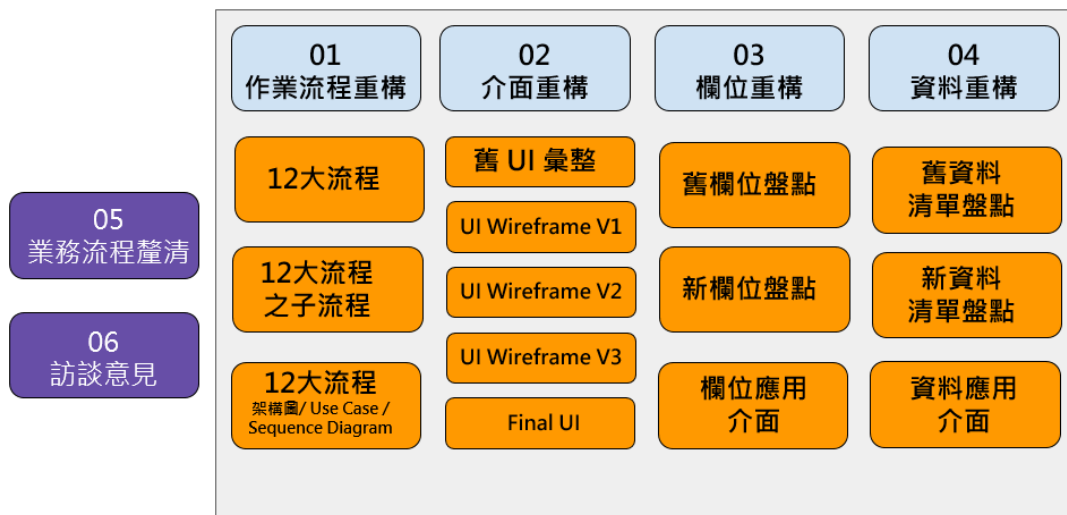 01
作業流程重構
02
介面重構
03
欄位重構
04
資料重構
12大流程
12大流程
之子流程
12大流程
架構圖/ Use Case /
Sequence Diagram
舊 UI 彙整
UI Wireframe V1
UI Wireframe V2
UI Wireframe V3
Final UI
舊欄位盤點
新欄位盤點
欄位應用
介面
舊資料
清單盤點
新資料
清單盤點
資料應用
介面
05
業務流程釐清
06
訪談意見